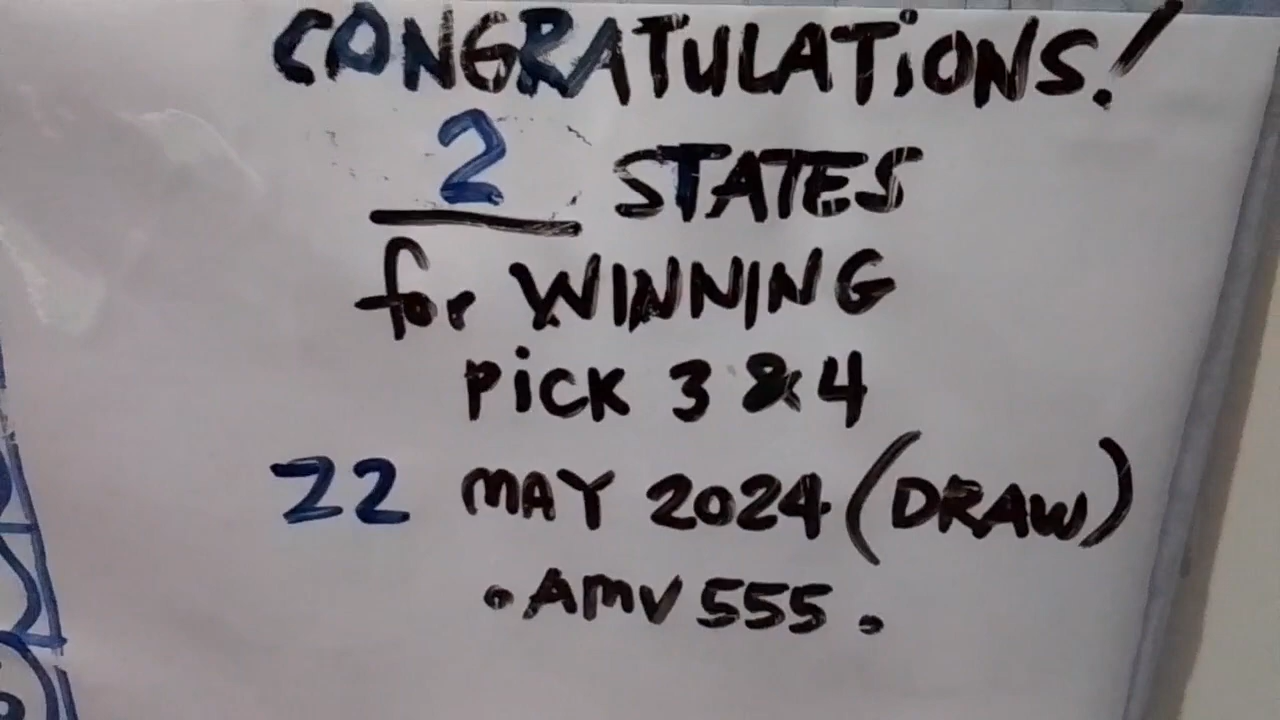 CONGRATULATIONS!
2 STATES
for WINNING
PiCK 3 & 4
22 MAY 2024 (DRAW)
. AMV 555 .